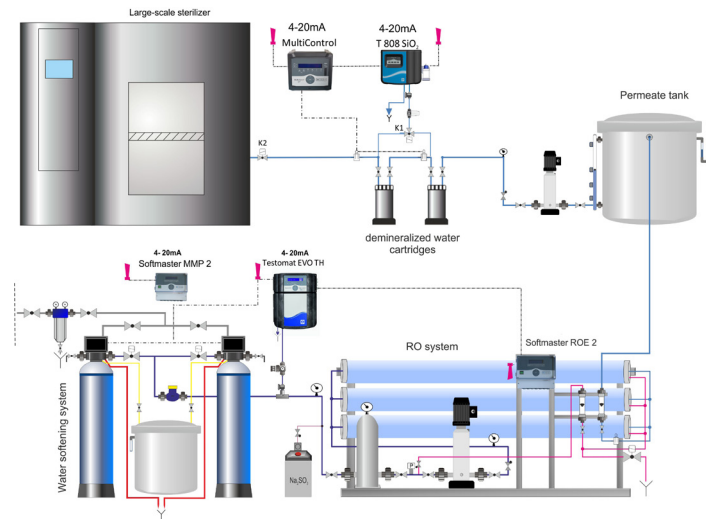 Large-scale sterilizer
4-20mA
MultiControl
4-20mA
T 808 SiO₂
Permeate tank
K1
K2
demineralized water
cartridges
4- 20mA
Softmaster MMP 2
4- 20mA
Testomat EVO TH
RO system
Softmaster ROE 2
Water softening system
P
Na₂SO₃